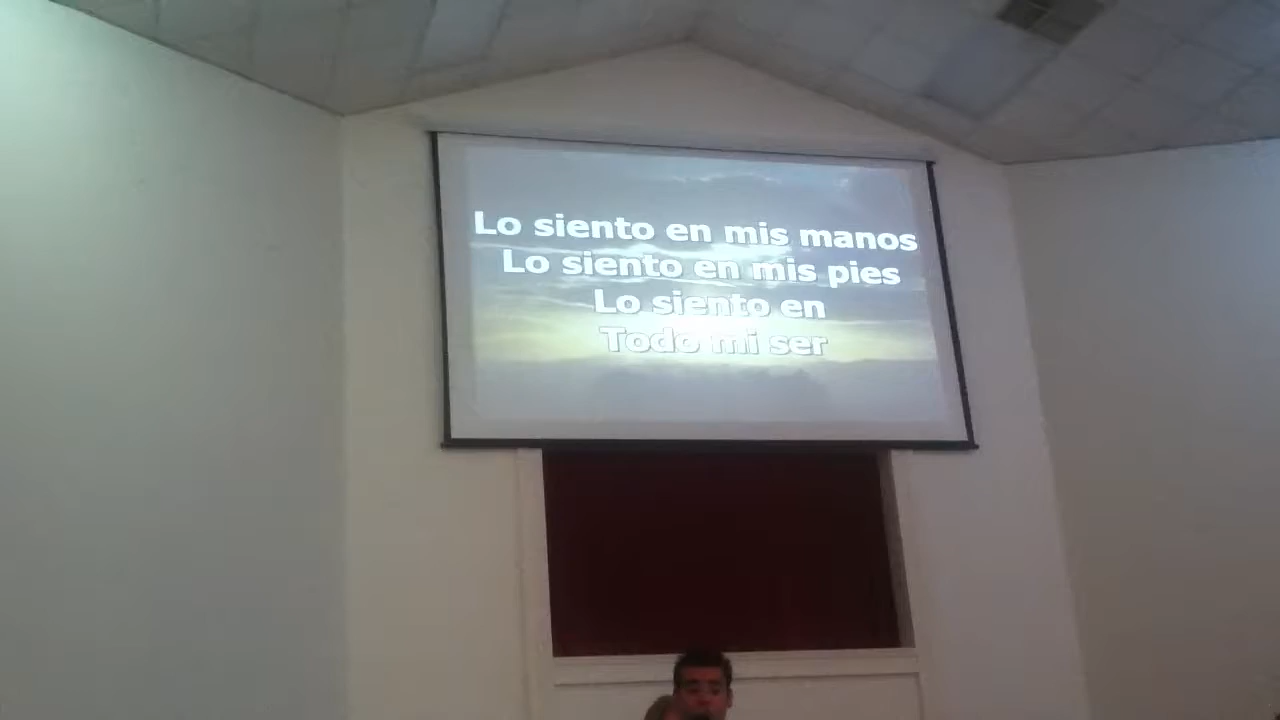 Lo siento en mis manos
Lo siento en mis pies
Lo siento en
Todo mi ser